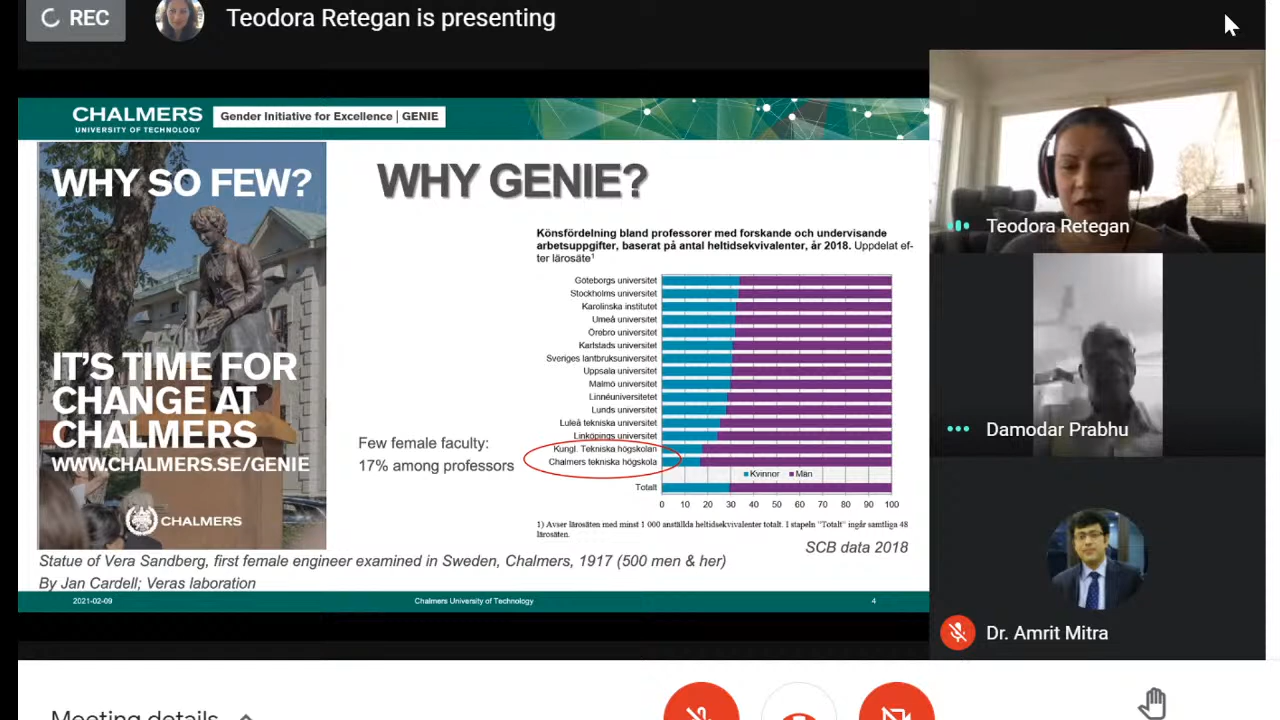 REC
Teodora Retegan is presenting
CHALMERS
UNIVERSITY OF TECHNOLOGY
Gender Initiative for Excellence | GENIE
WHY SO FEW?
IT'S TIME FOR
CHANGE AT
CHALMERS
WWW.CHALMERS.SE/GENIE
CHALMERS
WHY GENIE?
Könsfördelning bland professorer med forskande och undervisande
arbetsuppgifter, baserat på antal heltidsekvivalenter, år 2018. Uppdelat ef-
ter lärosäte1
Göteborgs universitet
Stockholms universitet
Karolinska institutet
Umeå universitet
Örebro universitet
Karlstads universitet
Sveriges lantbruksuniversitet
Uppsala universitet
Malmö universitet
Linnéuniversitetet
Lunds universitet
Luleå tekniska universitet
Linköpings universitet
Kungl. Tekniska högskolan
Chalmers tekniska högskola
Kvinnor Män
Totalt
0 10 20 30 40 50 60 70 80 90 100
1) Avser lärosäten med minst 1 000 anställda heltidsekvivalenter totalt. I stapeln "Totalt" ingår samtliga 48
lärosäten.
Few female faculty:
17% among professors
SCB data 2018
Statue of Vera Sandberg, first female engineer examined in Sweden, Chalmers, 1917 (500 men & her)
By Jan Cardell; Veras laboration
2021-02-09
Chalmers University of Technology
4
Teodora Retegan
Damodar Prabhu
Dr. Amrit Mitra
Meeting details